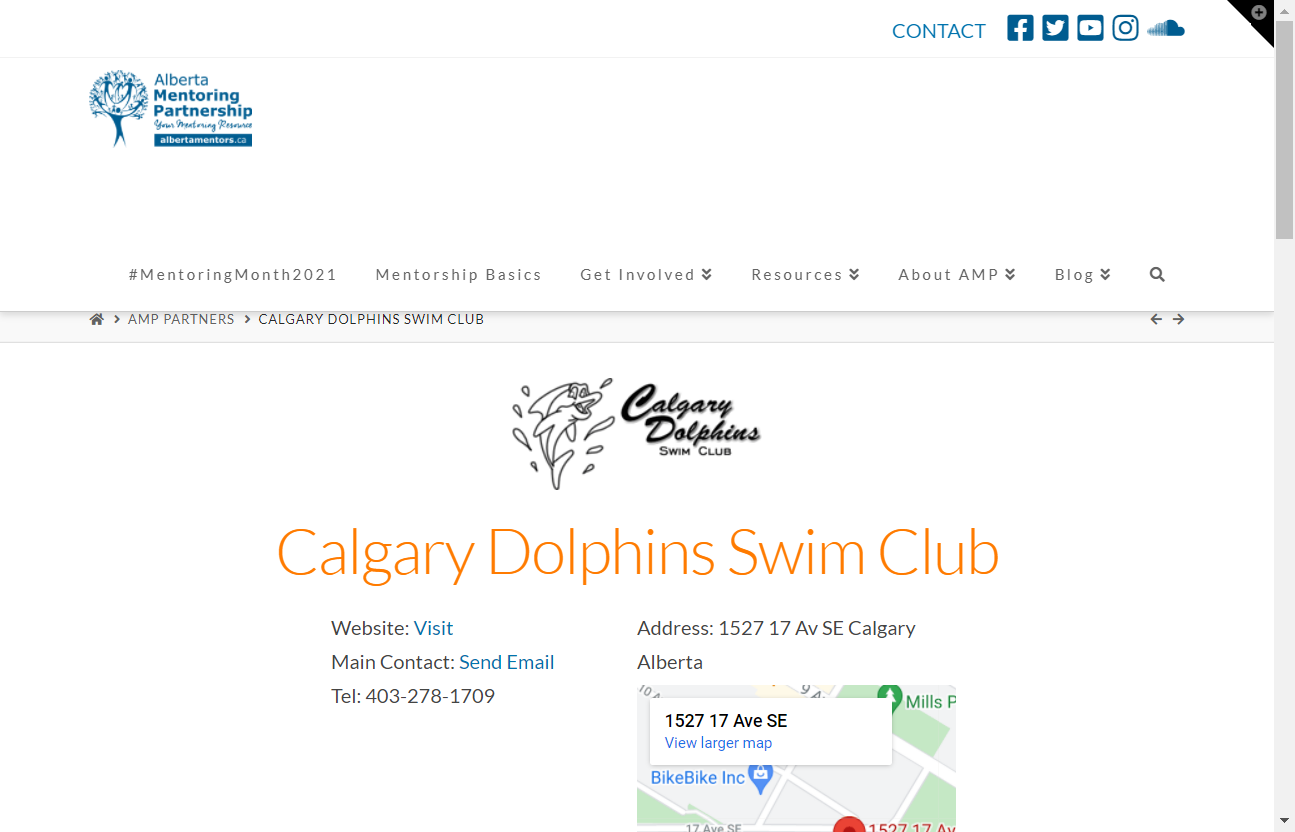 CONTACT
Alberta
Mentoring
Partnership
Your Mentoring Resource
albertamentors.ca
#MentoringMonth2021 Mentorship Basics Get Involved Resources About AMP Blog
AMP PARTNERS CALGARY DOLPHINS SWIM CLUB
Calgary
Dolphins
SWIM CLUB
Calgary Dolphins Swim Club
Website: Visit
Main Contact: Send Email
Tel: 403-278-1709
Address: 1527 17 Av SE Calgary
Alberta
10 A
9 A
Mills P
1527 17 Ave SE
View larger map
BikeBike Inc
17 Ave SE
1527 17 Av